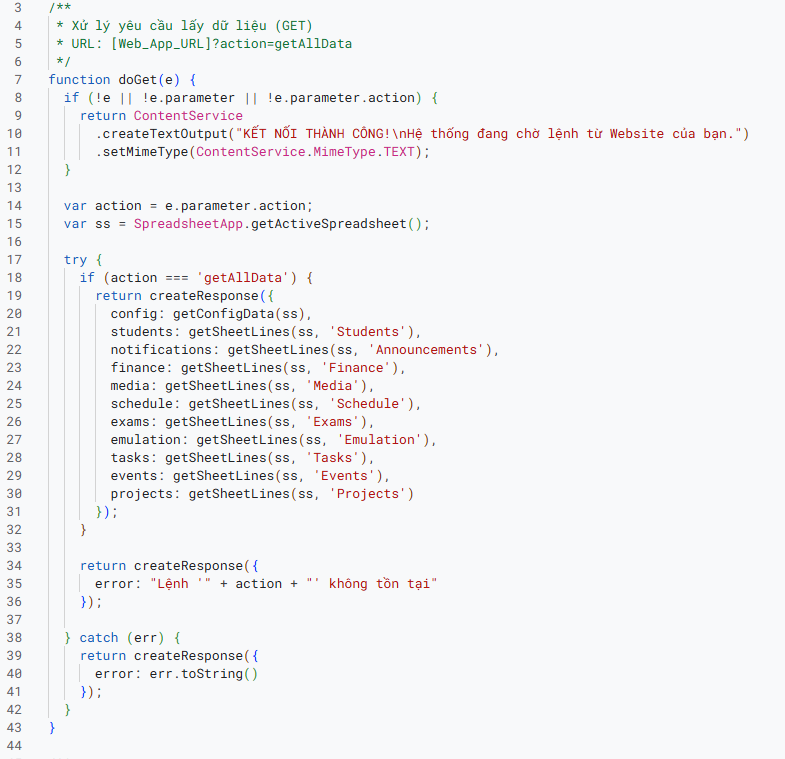 3 /**
4  * Xử lý yêu cầu lấy dữ liệu (GET)
5  * URL: [Web_App_URL]?action=getAllData
6  */
7 function doGet(e) {
8   if (!e || !e.parameter || !e.parameter.action) {
9     return ContentService
10       .createTextOutput("KẾT NỐI THÀNH CÔNG!\nHệ thống đang chờ lệnh từ Website của bạn.")
11       .setMimeType(ContentService.MimeType.TEXT);
12   }
13
14   var action = e.parameter.action;
15   var ss = SpreadsheetApp.getActiveSpreadsheet();
16
17   try {
18     if (action === 'getAllData') {
19       return createResponse({
20         config: getConfigData(ss),
21         students: getSheetLines(ss, 'Students'),
22         notifications: getSheetLines(ss, 'Announcements'),
23         finance: getSheetLines(ss, 'Finance'),
24         media: getSheetLines(ss, 'Media'),
25         schedule: getSheetLines(ss, 'Schedule'),
26         exams: getSheetLines(ss, 'Exams'),
27         emulation: getSheetLines(ss, 'Emulation'),
28         tasks: getSheetLines(ss, 'Tasks'),
29         events: getSheetLines(ss, 'Events'),
30         projects: getSheetLines(ss, 'Projects')
31       });
32     }
33
34     return createResponse({
35       error: "Lệnh '" + action + "' không tồn tại"
36     });
37
38   } catch (err) {
39     return createResponse({
40       error: err.toString()
41     });
42   }
43 }
44